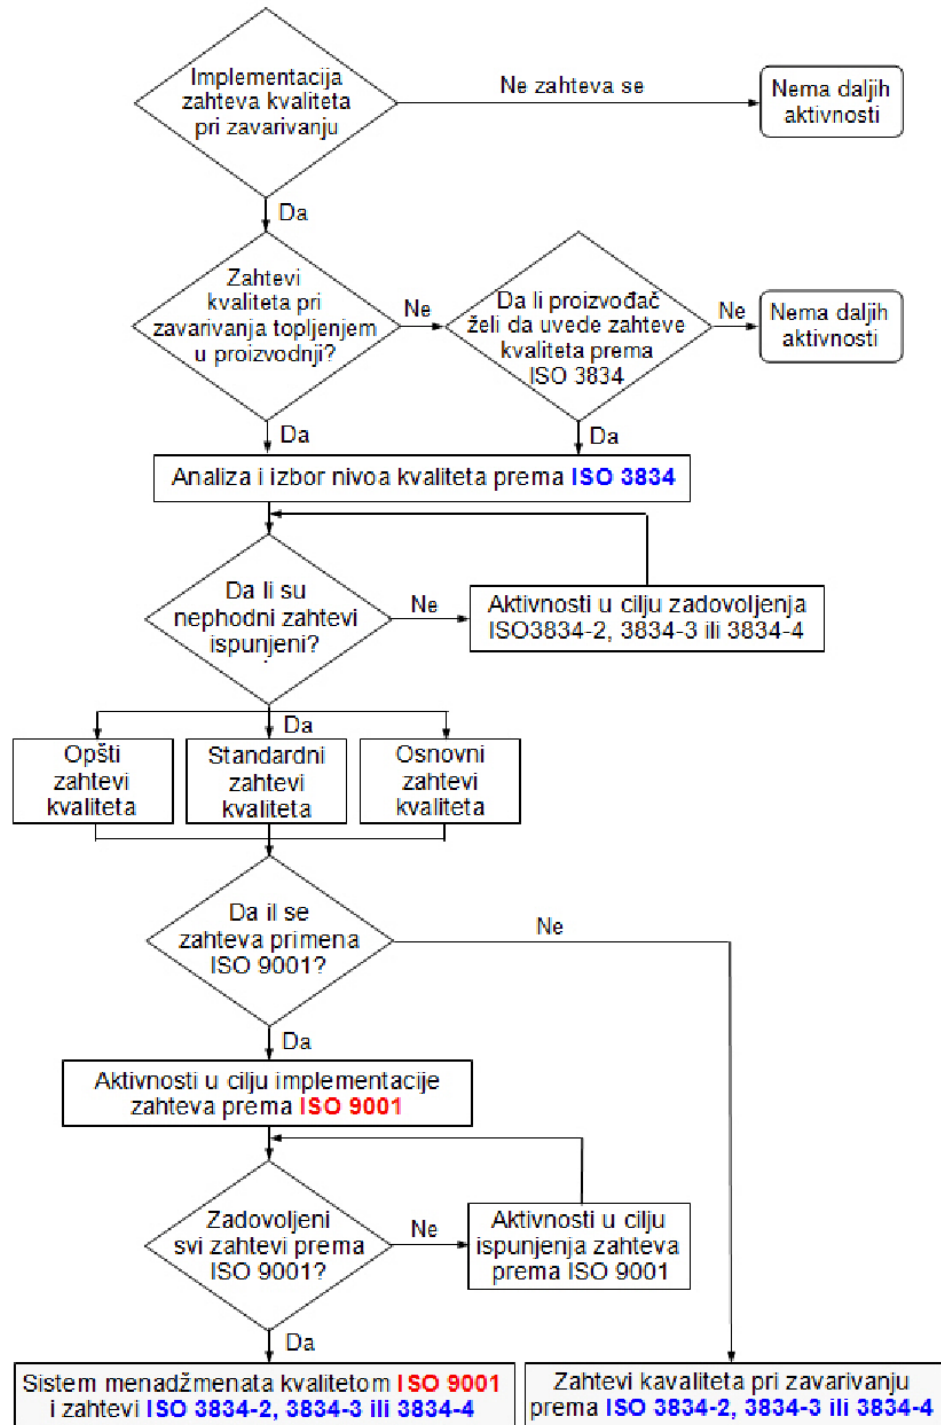 Implementacija
zahteva kvaliteta
pri zavarivanju
Ne zahteva se
Nema daljih
aktivnosti
Da
Zahtevi
kvaliteta pri
zavarivanja topljenjem
u proizvodnji?
Ne
Da li proizvođač
želi da uvede zahteve
kvaliteta prema
ISO 3834
Ne
Nema daljih
aktivnosti
Da
Da
Analiza i izbor nivoa kvaliteta prema ISO 3834
Da li su
nephodni zahtevi
ispunjeni?
Ne
Aktivnosti u cilju zadovoljenja
ISO3834-2, 3834-3 ili 3834-4
Da
Opšti
zahtevi
kvaliteta
Standardni
zahtevi
kvaliteta
Osnovni
zahtevi
kvaliteta
Da il se
zahteva primena
ISO 9001?
Ne
Da
Aktivnosti u cilju implementacije
zahteva prema ISO 9001
Zadovoljeni
svi zahtevi prema
ISO 9001?
Ne
Aktivnosti u cilju
ispunjenja zahteva
prema ISO 9001
Da
Sistem menadžmenata kvalitetom ISO 9001
i zahtevi ISO 3834-2, 3834-3 ili 3834-4
Zahtevi kavaliteta pri zavarivanju
prema ISO 3834-2, 3834-3 ili 3834-4